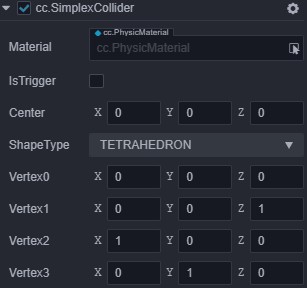 cc.SimplexCollider
cc.PhysicMaterial
Material cc.PhysicMaterial
IsTrigger
Center X 0 Y 0 Z 0
ShapeType TETRAHEDRON
Vertex0 X 0 Y 0 Z 0
Vertex1 X 0 Y 0 Z 1
Vertex2 X 1 Y 0 Z 0
Vertex3 X 0 Y 1 Z 0